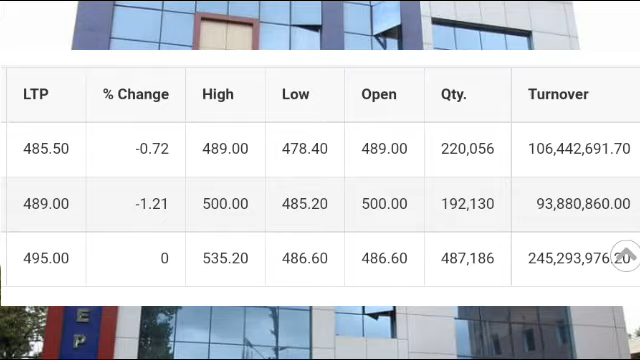 LTP % Change High Low Open Qty. Turnover
485.50 -0.72 489.00 478.40 489.00 220,056 106,442,691.70
489.00 -1.21 500.00 485.20 500.00 192,130 93,880,860.00
495.00 0 535.20 486.60 486.60 487,186 245,293,976.20
E
P